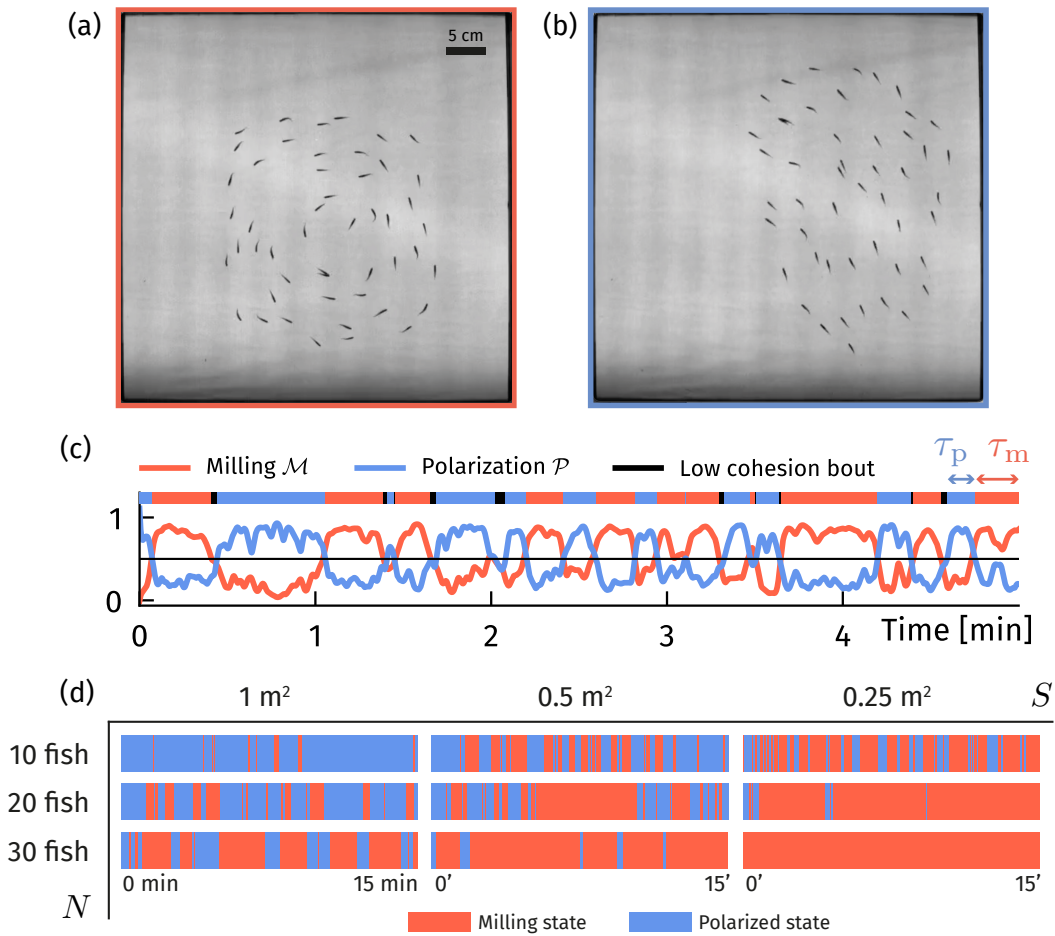 (a)
5 cm
(b)
(c)
Milling ℳ
Polarization 𝒫
Low cohesion bout
τp
τm
1
0
0
1
2
3
4
Time [min]
(d)
1 m²
0.5 m²
0.25 m²
S
10 fish
20 fish
30 fish
0 min
15 min
0’
15’
0’
15’
N
Milling state
Polarized state